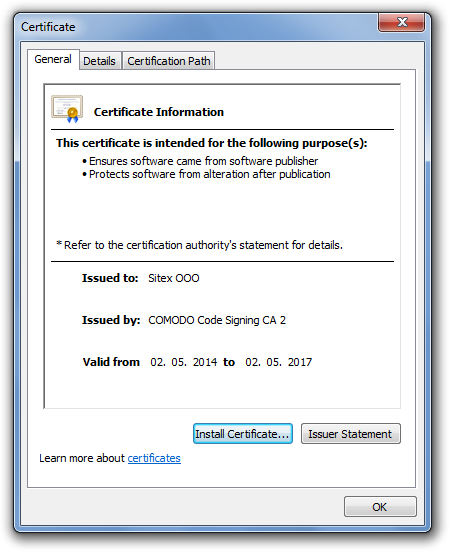 Certificate
General Details Certification Path
Certificate Information
This certificate is intended for the following purpose(s):
• Ensures software came from software publisher
• Protects software from alteration after publication
* Refer to the certification authority's statement for details.
Issued to: Sitex OOO
Issued by: COMODO Code Signing CA 2
Valid from 02. 05. 2014 to 02. 05. 2017
Install Certificate... Issuer Statement
Learn more about certificates
OK